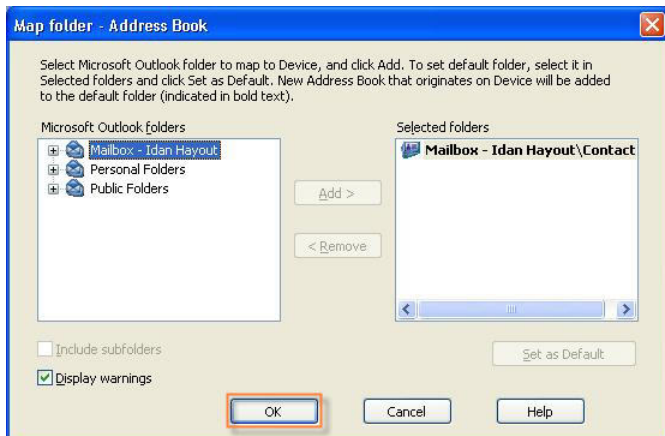 Map folder - Address Book
Select Microsoft Outlook folder to map to Device, and click Add. To set default folder, select it in
Selected folders and click Set as Default. New Address Book that originates on Device will be added
to the default folder (indicated in bold text).
Microsoft Outlook folders
Selected folders
Mailbox - Idan Hayout
Personal Folders
Public Folders
Mailbox - Idan Hayout\Contact
Add >
< Remove
Include subfolders
Set as Default
Display warnings
OK
Cancel
Help